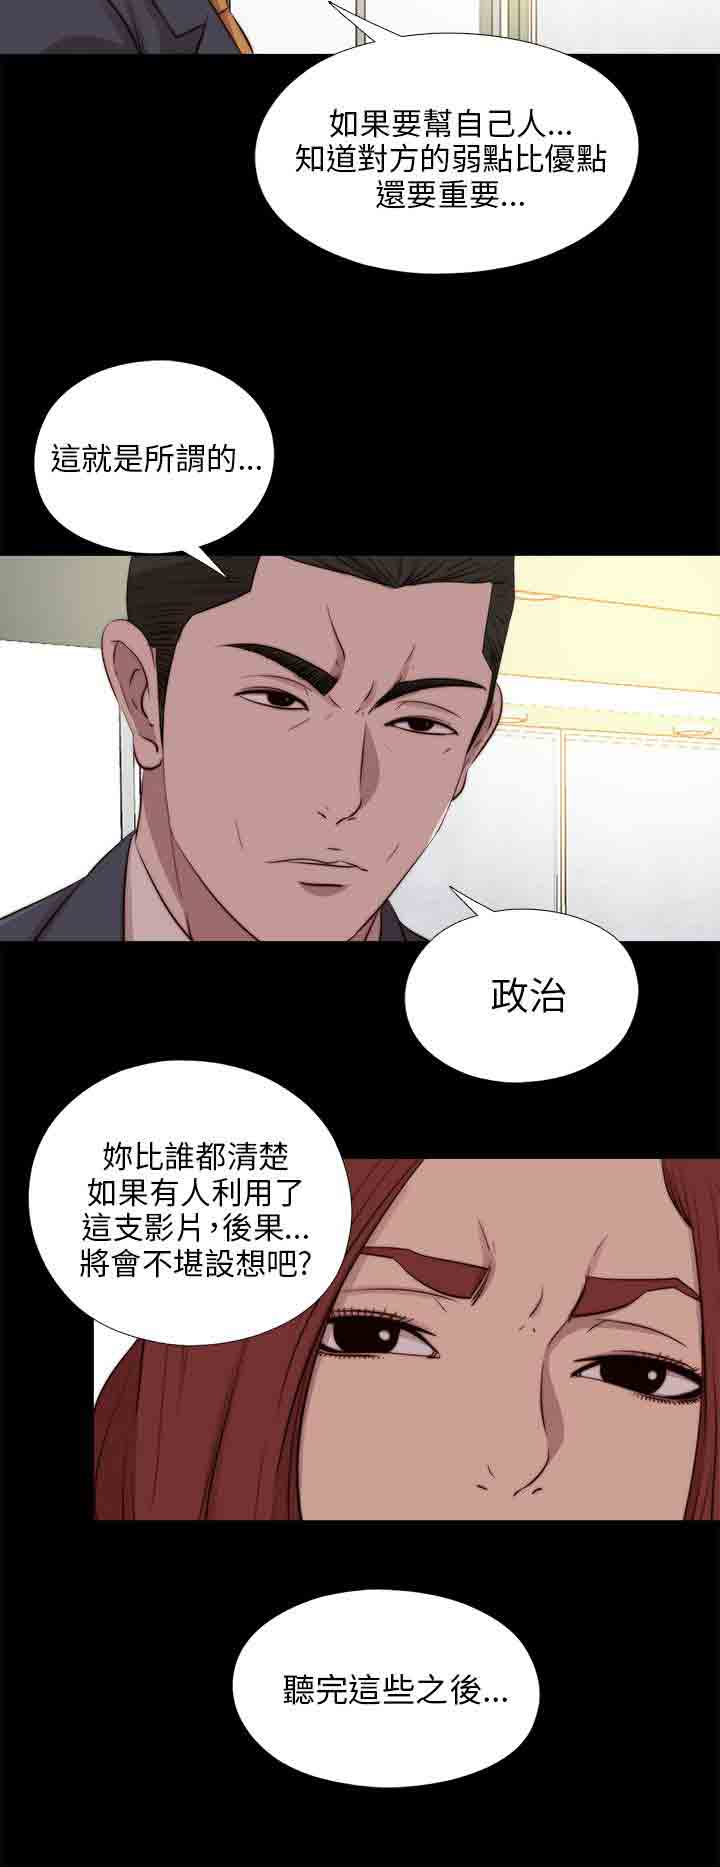 如果要幫自己人...
知道對方的弱點比優點
還要重要...
這就是所謂的...
政治
妳比誰都清楚
如果有人利用了
這支影片,後果...
將會不堪設想吧?
聽完這些之後...